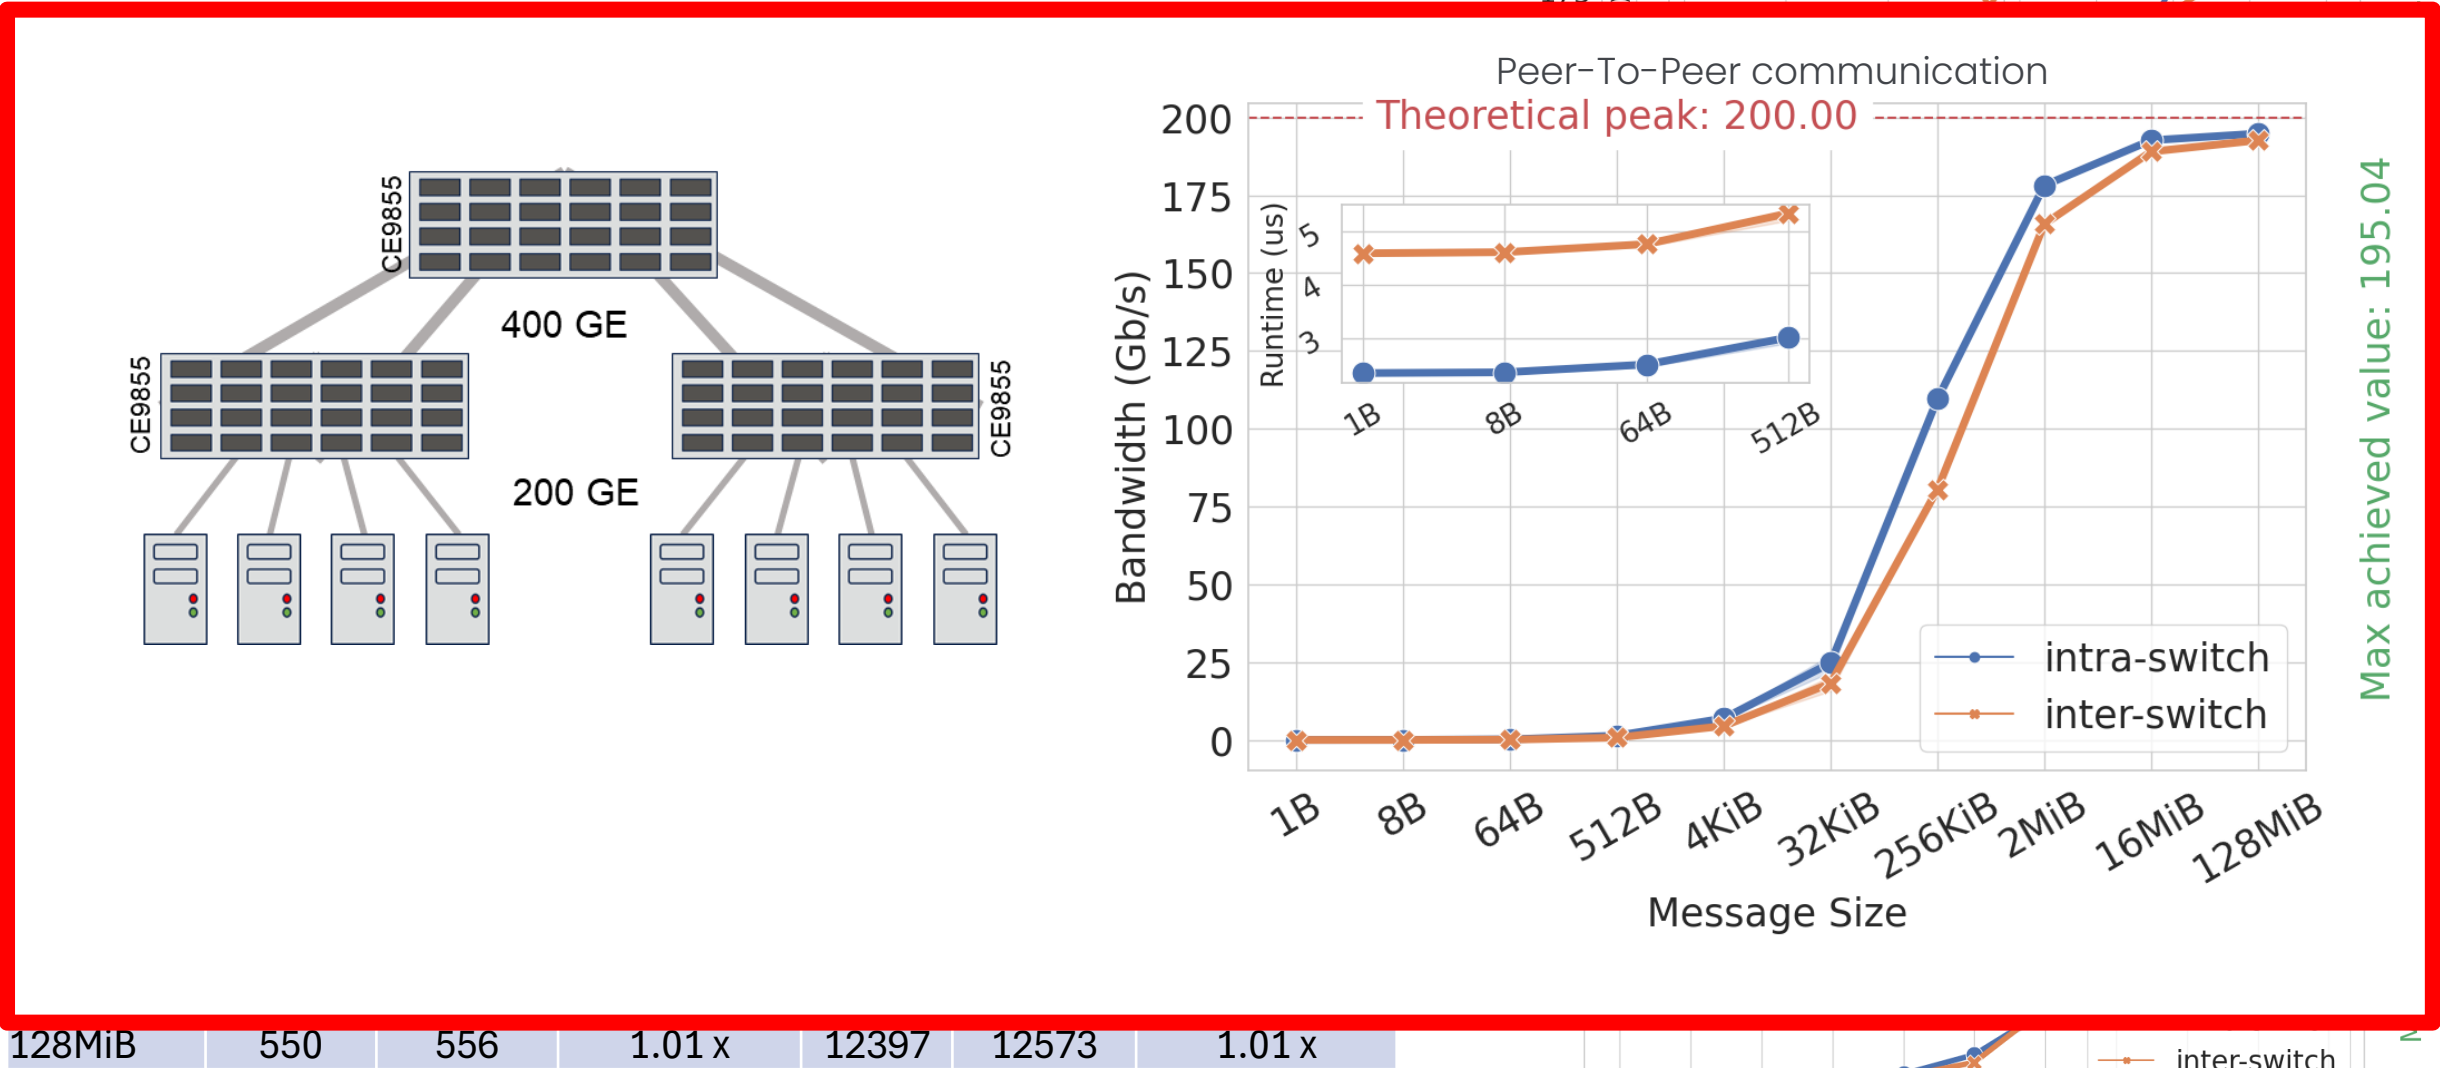 CE9855
400 GE
CE9855
CE9855
200 GE
Peer-To-Peer communication
Theoretical peak: 200.00
200
175
150
125
100
75
50
25
0
Bandwidth (Gb/s)
Runtime (us)
5
4
3
1B
8B
64B
512B
intra-switch
inter-switch
1B
8B
64B
512B
4KiB
32KiB
256KiB
2MiB
16MiB
128MiB
Message Size
Max achieved value: 195.04
128MiB 550 556 1.01 x 12397 12573 1.01 x
inter-switch